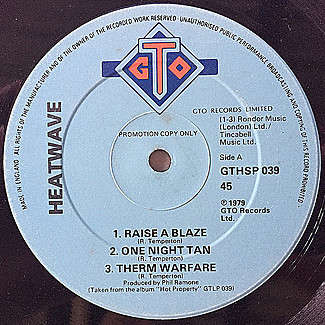 ALL RIGHTS OF THE MANUFACTURER AND OF THE OWNER OF THE RECORDED WORK RESERVED · UNAUTHORISED PUBLIC PERFORMANCE, BROADCASTING AND COPYING OF THIS RECORD PROHIBITED.
MADE IN ENGLAND
GTO
HEATWAVE
GTO RECORDS LIMITED
(1-3) Rondor Music
(London) Ltd./
Tincabell
Music Ltd.
PROMOTION COPY ONLY
Side A
GTHSP 039
45
℗ 1979
GTO Records
Ltd.
1. RAISE A BLAZE
(R. Temperton)
2. ONE NIGHT TAN
(R. Temperton)
3. THERM WARFARE
(R. Temperton)
Produced by Phil Ramone
(Taken from the album "Hot Property" GTLP 039)